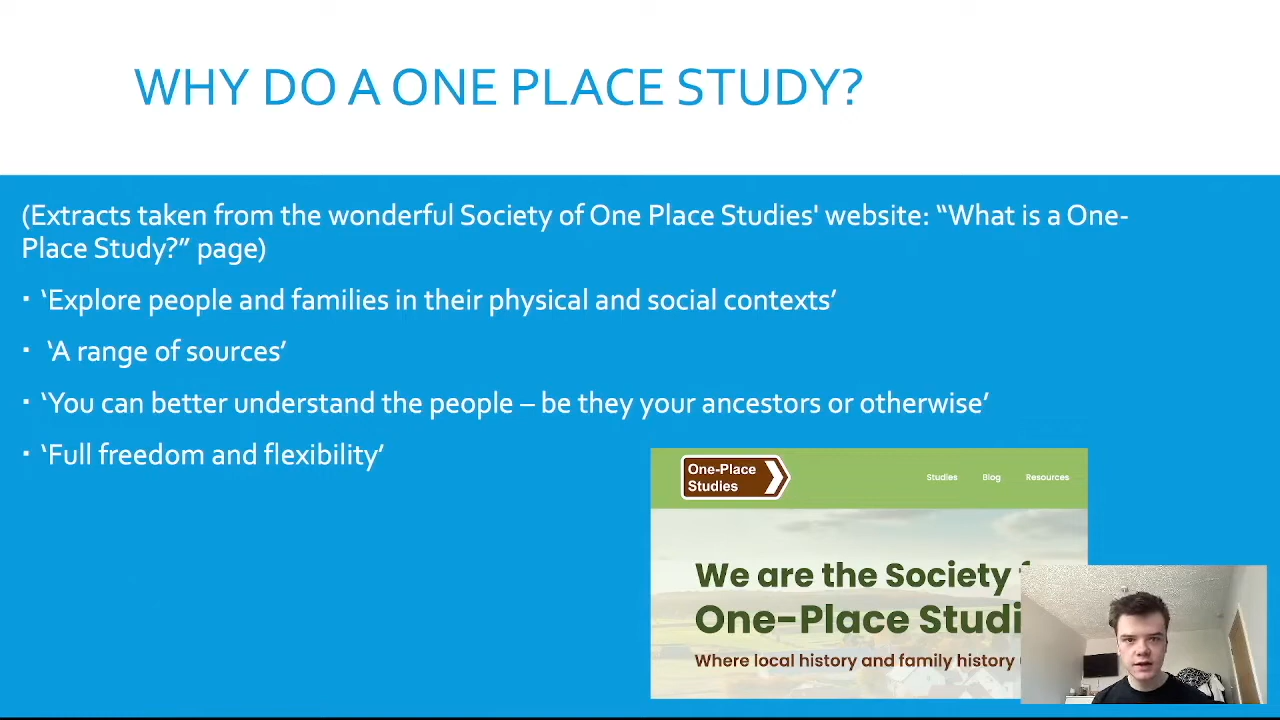 WHY DO A ONE PLACE STUDY?
(Extracts taken from the wonderful Society of One Place Studies' website: “What is a One-
Place Study?” page)
▪ ‘Explore people and families in their physical and social contexts’
▪ ‘A range of sources’
▪ ‘You can better understand the people – be they your ancestors or otherwise’
▪ ‘Full freedom and flexibility’
One-Place
Studies
Studies Blog Resources
We are the Society
One-Place Studi
Where local history and family history